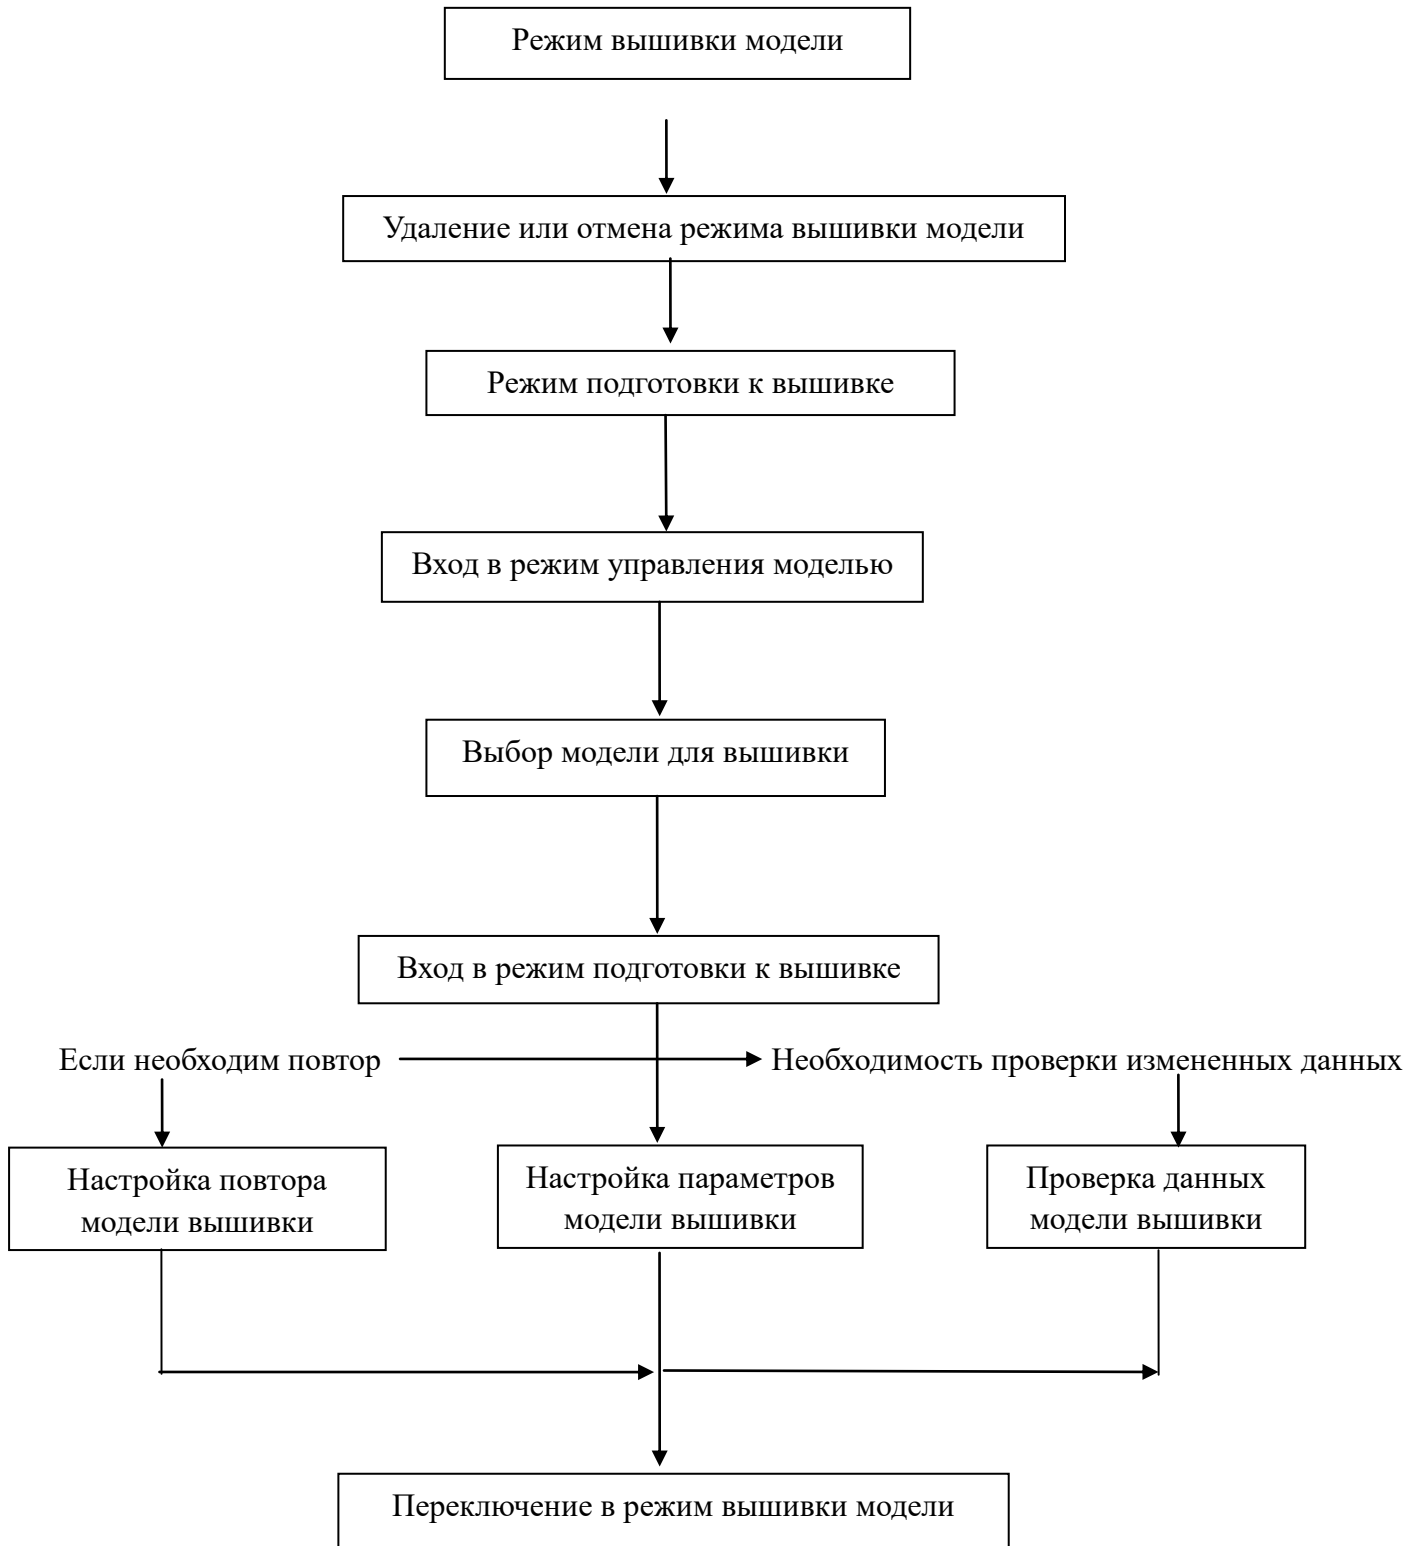 Режим вышивки модели
Удаление или отмена режима вышивки модели
Режим подготовки к вышивке
Вход в режим управления моделью
Выбор модели для вышивки
Вход в режим подготовки к вышивке
Если необходим повтор
Необходимость проверки измененных данных
Настройка повтора
модели вышивки
Настройка параметров
модели вышивки
Проверка данных
модели вышивки
Переключение в режим вышивки модели